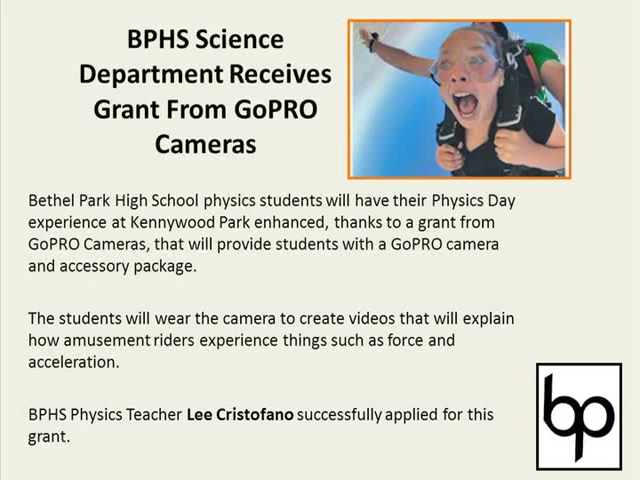 BPHS Science
Department Receives
Grant From GoPRO
Cameras
Bethel Park High School physics students will have their Physics Day
experience at Kennywood Park enhanced, thanks to a grant from
GoPRO Cameras, that will provide students with a GoPRO camera
and accessory package.
The students will wear the camera to create videos that will explain
how amusement riders experience things such as force and
acceleration.
BPHS Physics Teacher Lee Cristofano successfully applied for this
grant.
bp